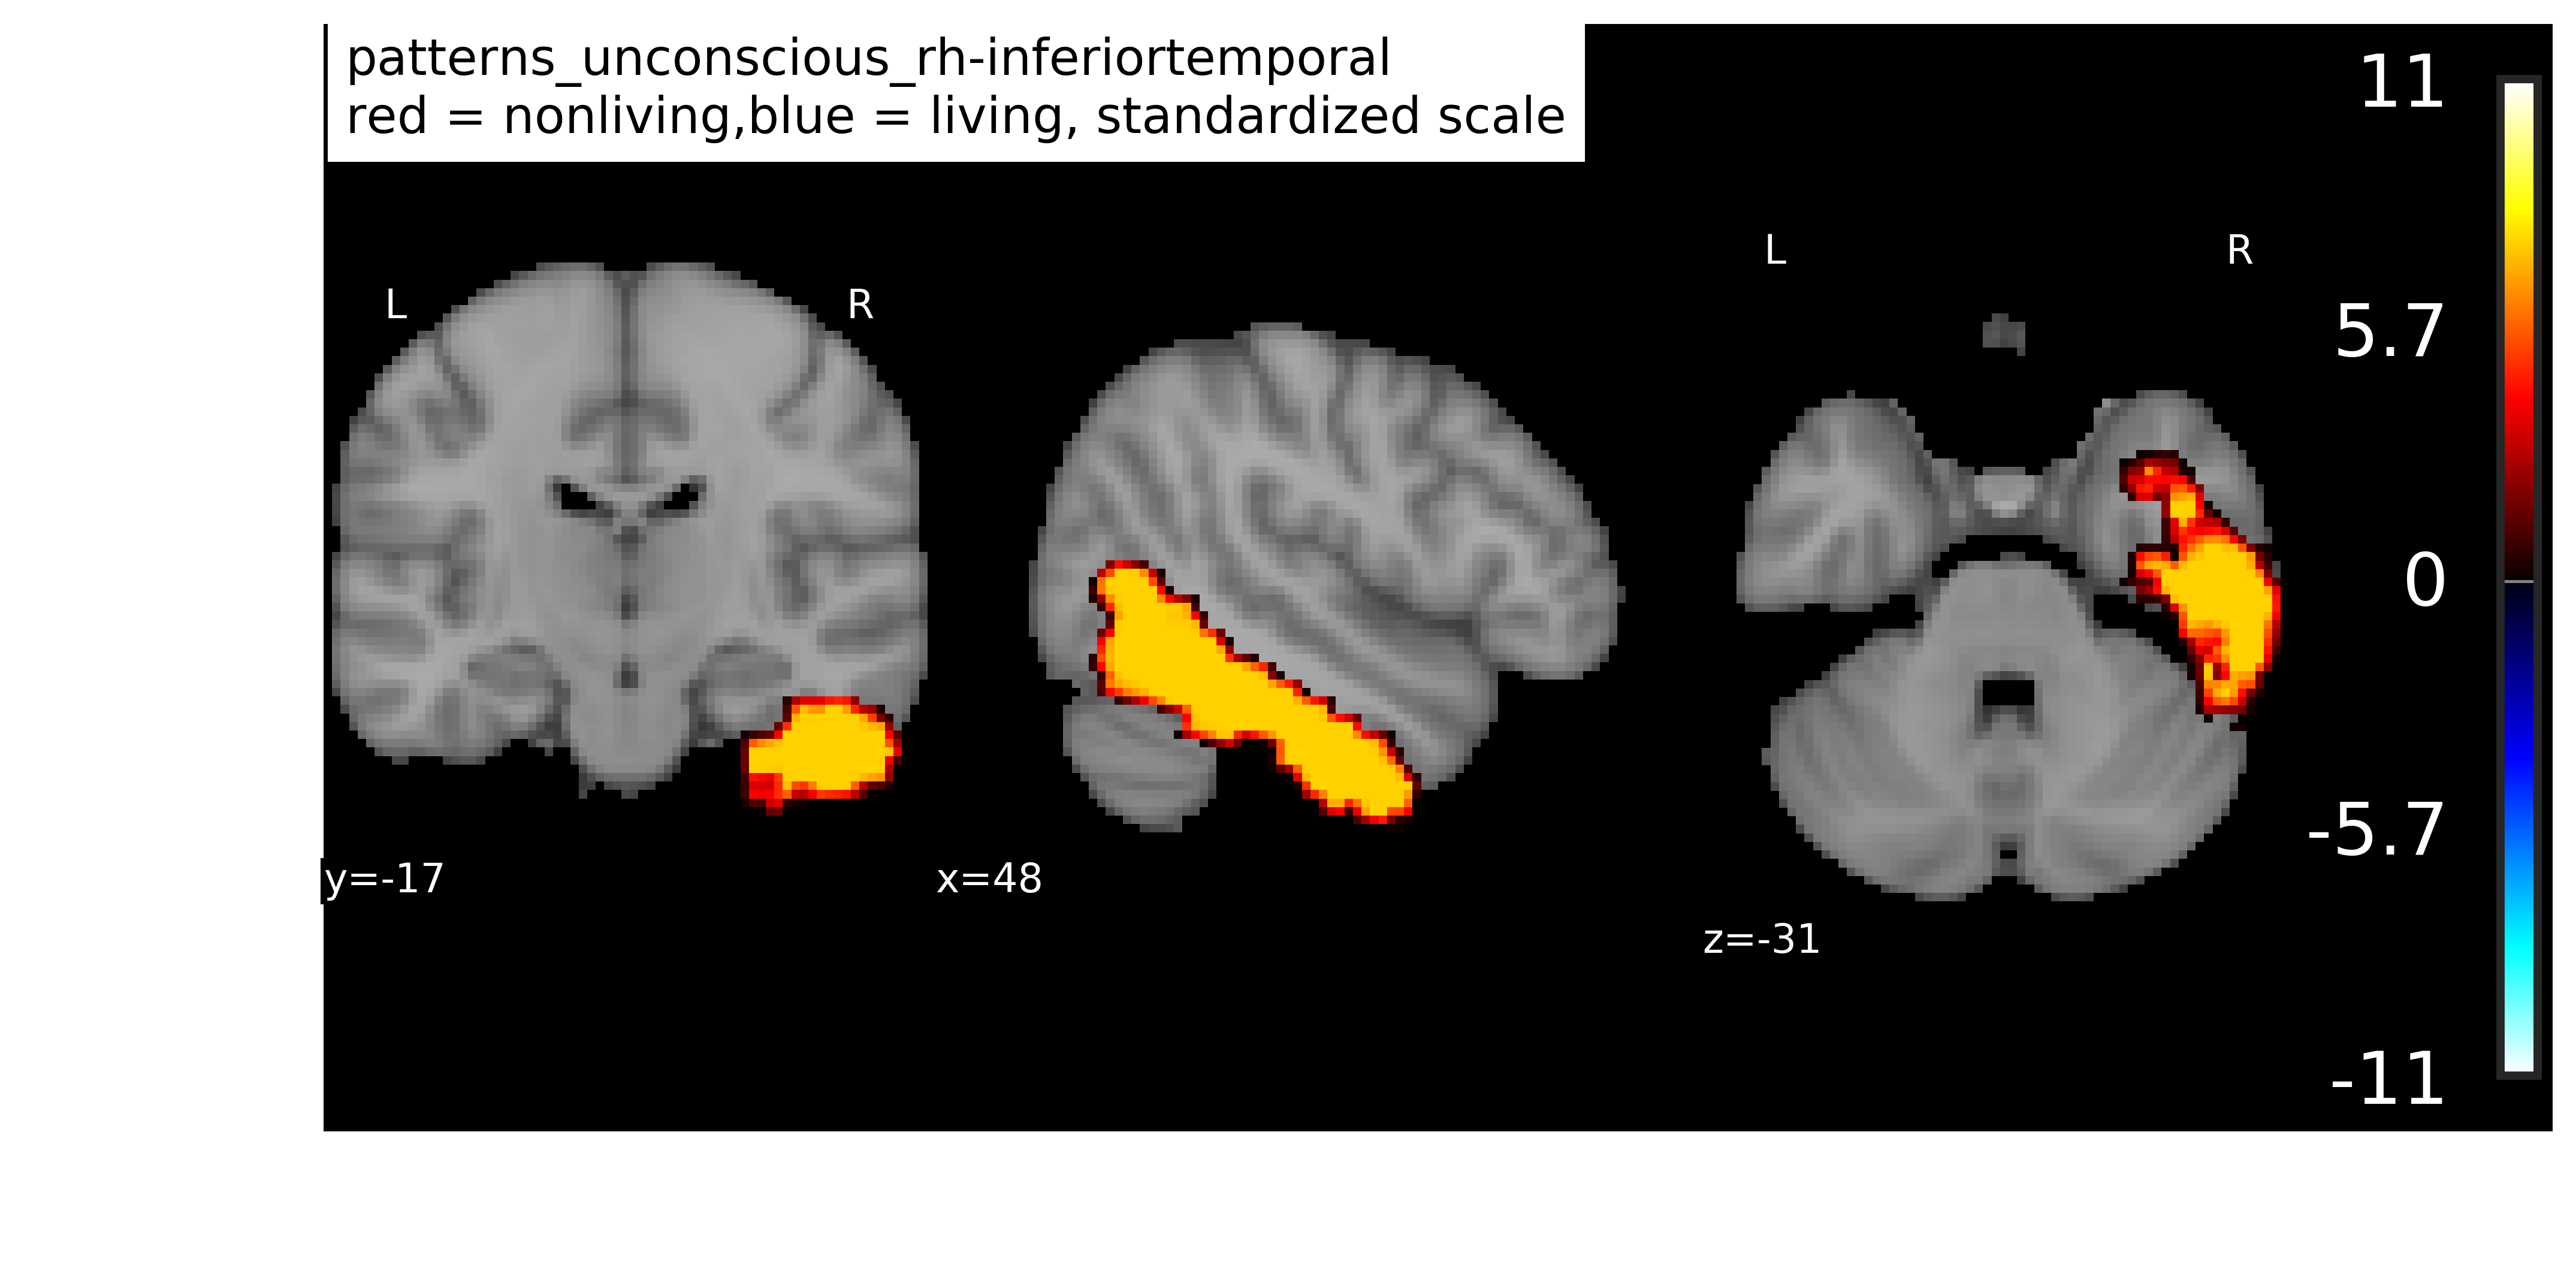 patterns_unconscious_rh-inferiortemporal
red = nonliving,blue = living, standardized scale
L R
L R
y=-17
x=48
z=-31
11
5.7
0
-5.7
-11